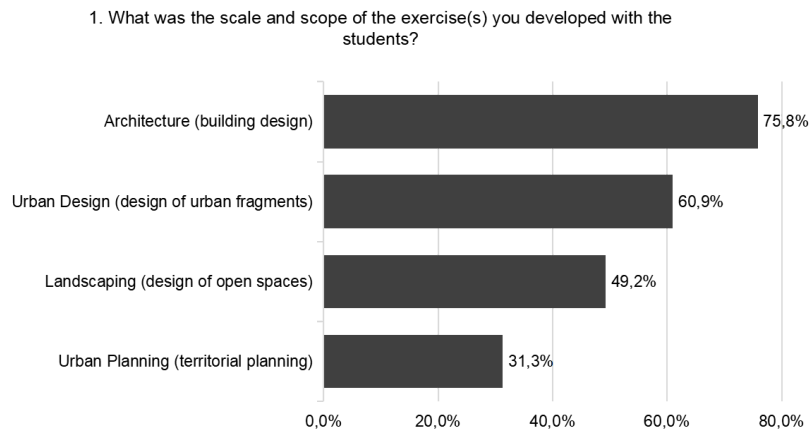 1. What was the scale and scope of the exercise(s) you developed with the
students?
Architecture (building design)
75,8%
Urban Design (design of urban fragments)
60,9%
Landscaping (design of open spaces)
49,2%
Urban Planning (territorial planning)
31,3%
0,0% 20,0% 40,0% 60,0% 80,0%